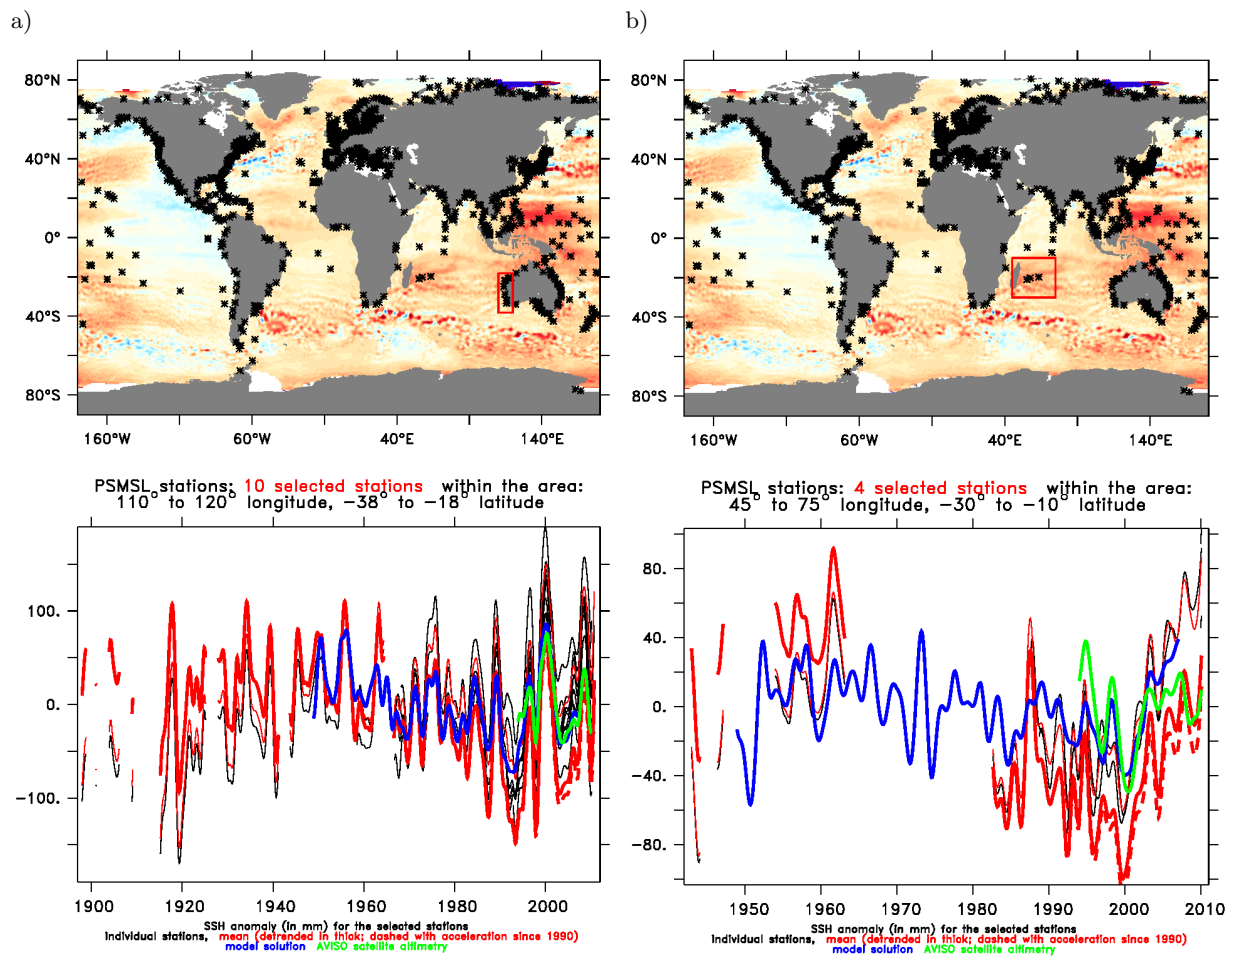 a)
b)
80°N
40°N
0°
40°S
80°S
160°W 60°W 40°E 140°E
80°N
40°N
0°
40°S
80°S
160°W 60°W 40°E 140°E
PSMSL stations: 10 selected stations within the area:
110° to 120° longitude, −38° to −18° latitude
100.
0.
−100.
1900 1920 1940 1960 1980 2000
SSH anomaly (in mm) for the selected stations
Individual stations, mean (detrended in thick; dashed with acceleration since 1990)
model solution AVISO satellite altimetry
PSMSL stations: 4 selected stations within the area:
45° to 75° longitude, −30° to −10° latitude
80.
40.
0.
−40.
−80.
1950 1960 1970 1980 1990 2000 2010
SSH anomaly (in mm) for the selected stations
Individual stations, mean (detrended in thick; dashed with acceleration since 1990)
model solution AVISO satellite altimetry